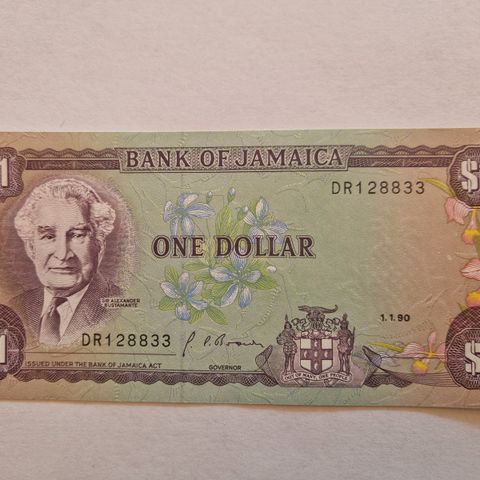 BANK OF JAMAICA
$1
DR128833
ONE DOLLAR
SIR ALEXANDER
BUSTAMANTE
1.1.90
DR128833
ISSUED UNDER THE BANK OF JAMAICA ACT
GOVERNOR
OUT OF MANY, ONE PEOPLE